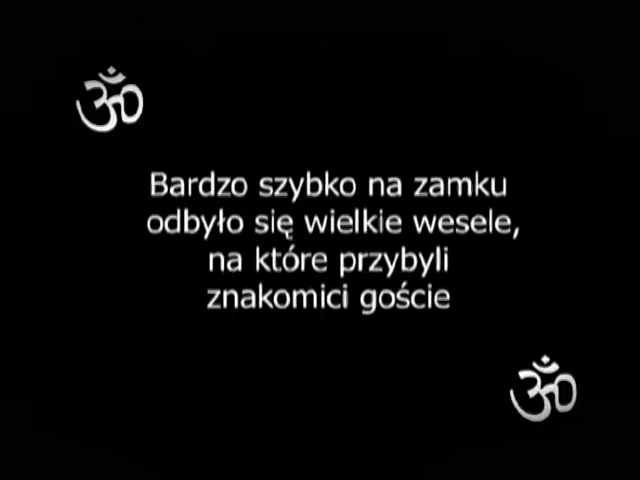 ॐ
Bardzo szybko na zamku
odbyło się wielkie wesele,
na które przybyli
znakomici goście
ॐ